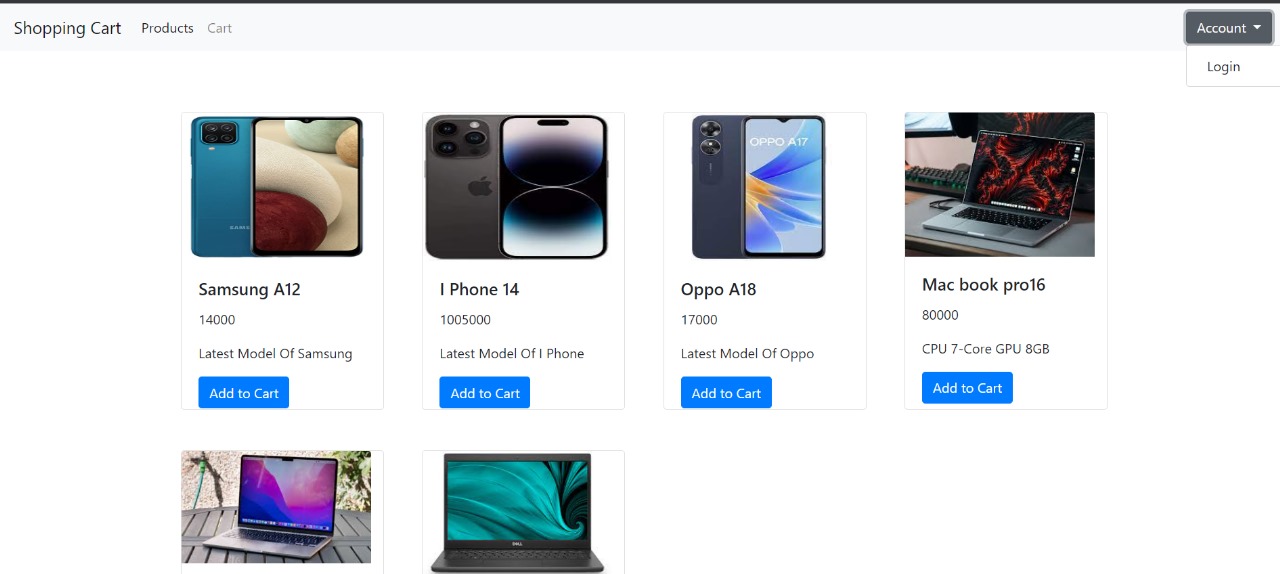 Shopping Cart Products Cart Account
Login
OPPO A17
Samsung A12
14000
Latest Model Of Samsung
Add to Cart
I Phone 14
1005000
Latest Model Of I Phone
Add to Cart
Oppo A18
17000
Latest Model Of Oppo
Add to Cart
Mac book pro16
80000
CPU 7-Core GPU 8GB
Add to Cart
DELL